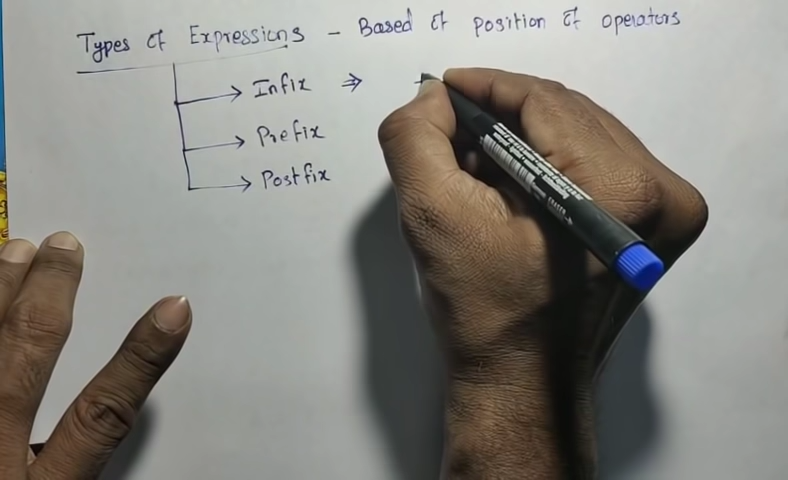 Types of Expressions - Based of position of operators
Infix ⇒ +
Prefix
Postfix